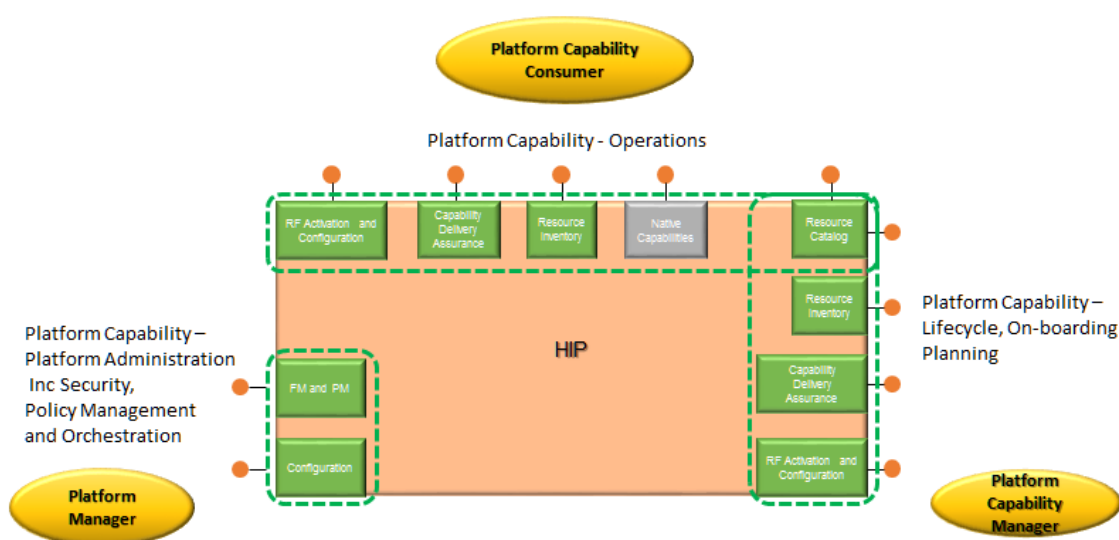 Platform Capability
Consumer
Platform Capability - Operations
RF Activation and
Configuration
Capability
Delivery
Assurance
Resource
Inventory
Native
Capabilities
Resource
Catalog
Resource
Inventory
Platform Capability –
Lifecycle, On-boarding
Planning
HIP
Platform Capability –
Platform Administration
Inc Security,
Policy Management
and Orchestration
FM and PM
Capability
Delivery
Assurance
Configuration
RF Activation and
Configuration
Platform
Manager
Platform
Capability
Manager